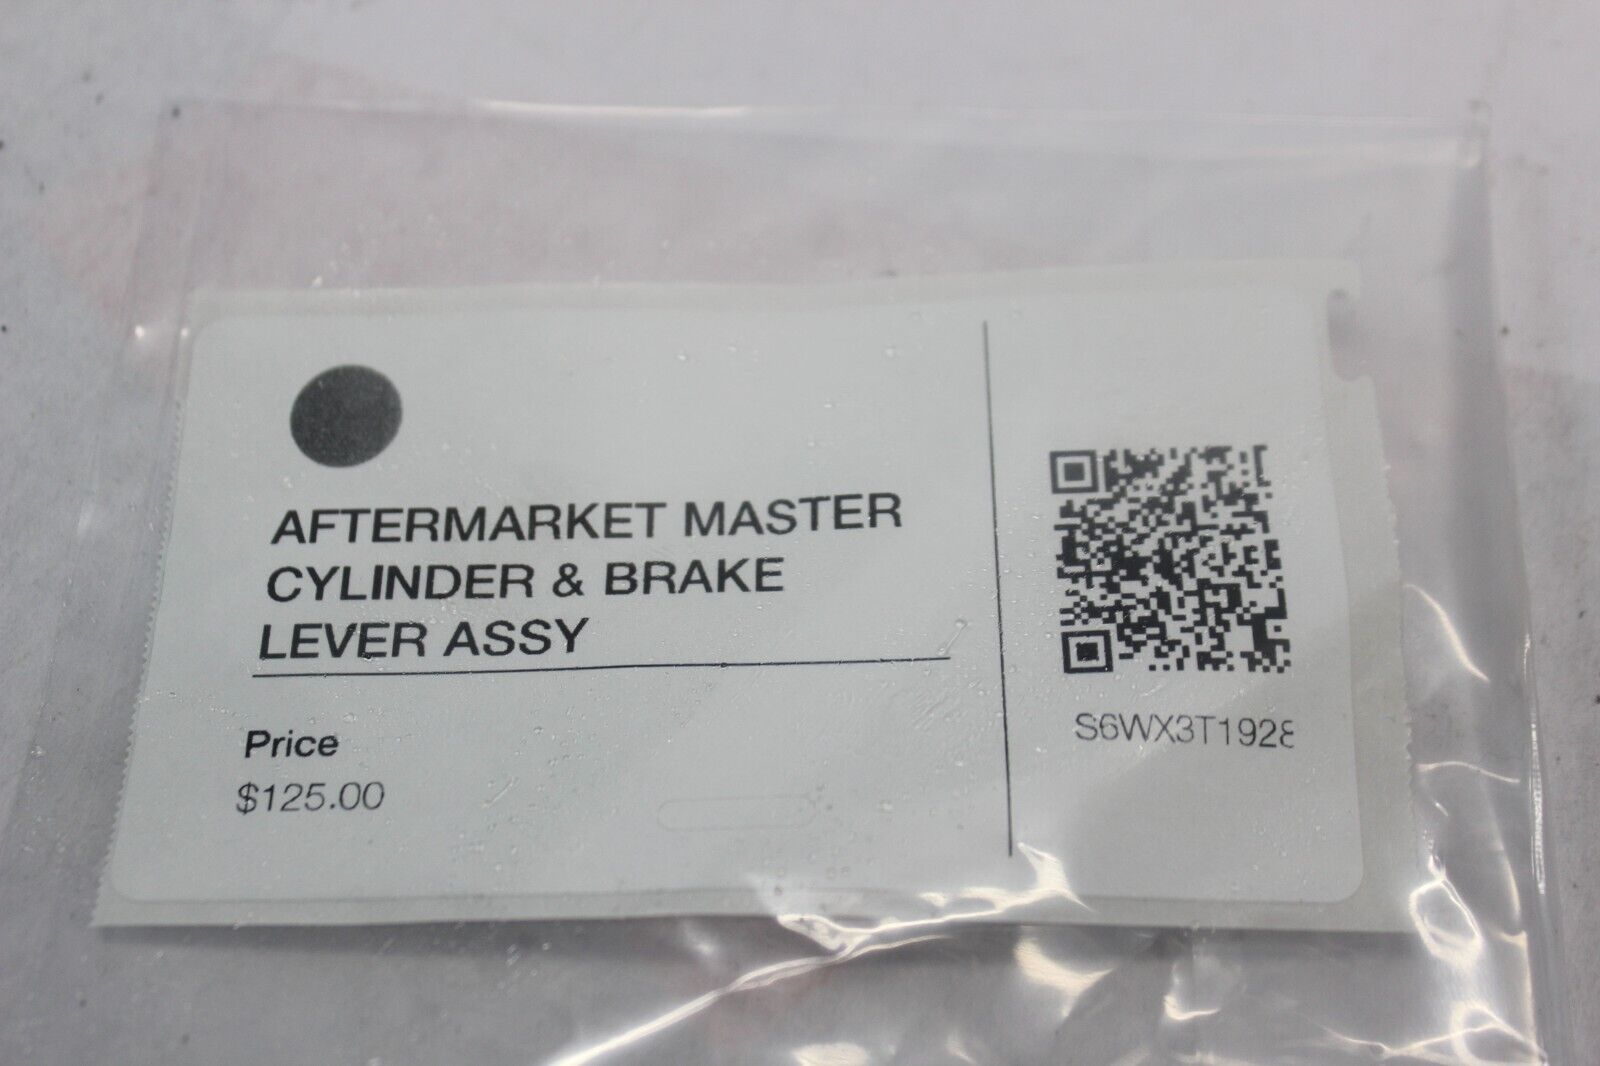 AFTERMARKET MASTER
CYLINDER & BRAKE
LEVER ASSY
Price
$125.00
S6WX3T1928